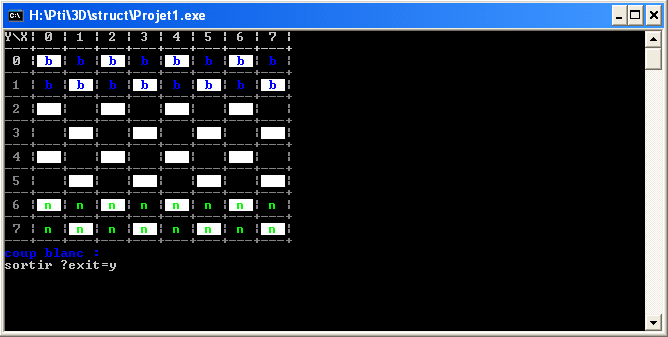 H:\Pti\3D\struct\Projet1.exe
Y\X¦ 0 ¦ 1 ¦ 2 ¦ 3 ¦ 4 ¦ 5 ¦ 6 ¦ 7 ¦
0 ¦ b ¦ b ¦ b ¦ b ¦ b ¦ b ¦ b ¦ b ¦
1 ¦ b ¦ b ¦ b ¦ b ¦ b ¦ b ¦ b ¦ b ¦
2 ¦   ¦   ¦   ¦   ¦   ¦   ¦   ¦   ¦
3 ¦   ¦   ¦   ¦   ¦   ¦   ¦   ¦   ¦
4 ¦   ¦   ¦   ¦   ¦   ¦   ¦   ¦   ¦
5 ¦   ¦   ¦   ¦   ¦   ¦   ¦   ¦   ¦
6 ¦ n ¦ n ¦ n ¦ n ¦ n ¦ n ¦ n ¦ n ¦
7 ¦ n ¦ n ¦ n ¦ n ¦ n ¦ n ¦ n ¦ n ¦
coup blanc :
sortir ?exit=y